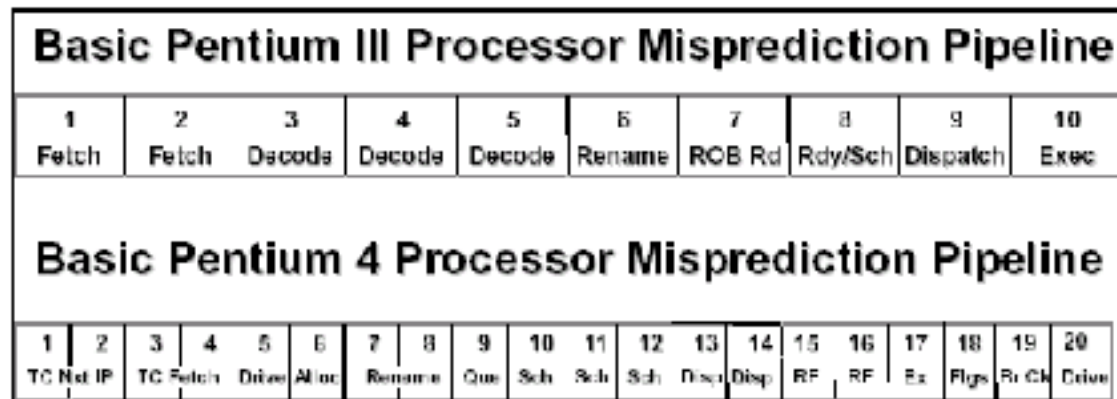 Basic Pentium III Processor Misprediction Pipeline
1 2 3 4 5 6 7 8 9 10
Fetch Fetch Decode Decode Decode Rename ROB Rd Rdy/Sch Dispatch Exec
Basic Pentium 4 Processor Misprediction Pipeline
1 2 3 4 5 6 7 8 9 10 11 12 13 14 15 16 17 18 19 20
TC Nxt IP TC Fetch Drive Alloc Rename Que Sch Sch Sch Disp Disp RF RF Ex Flgs Br Ck Drive